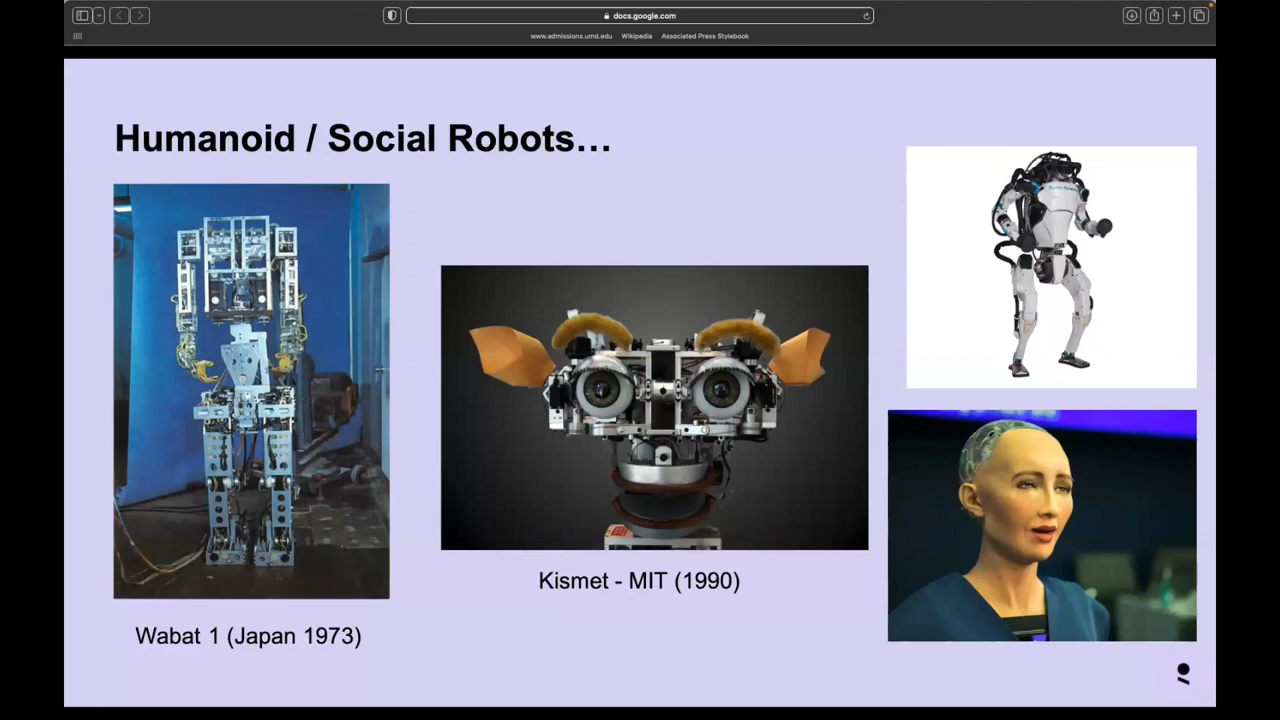 docs.google.com
www.admissions.umd.edu Wikipedia Associated Press Stylebook
Humanoid / Social Robots...
Kismet - MIT (1990)
Wabat 1 (Japan 1973)